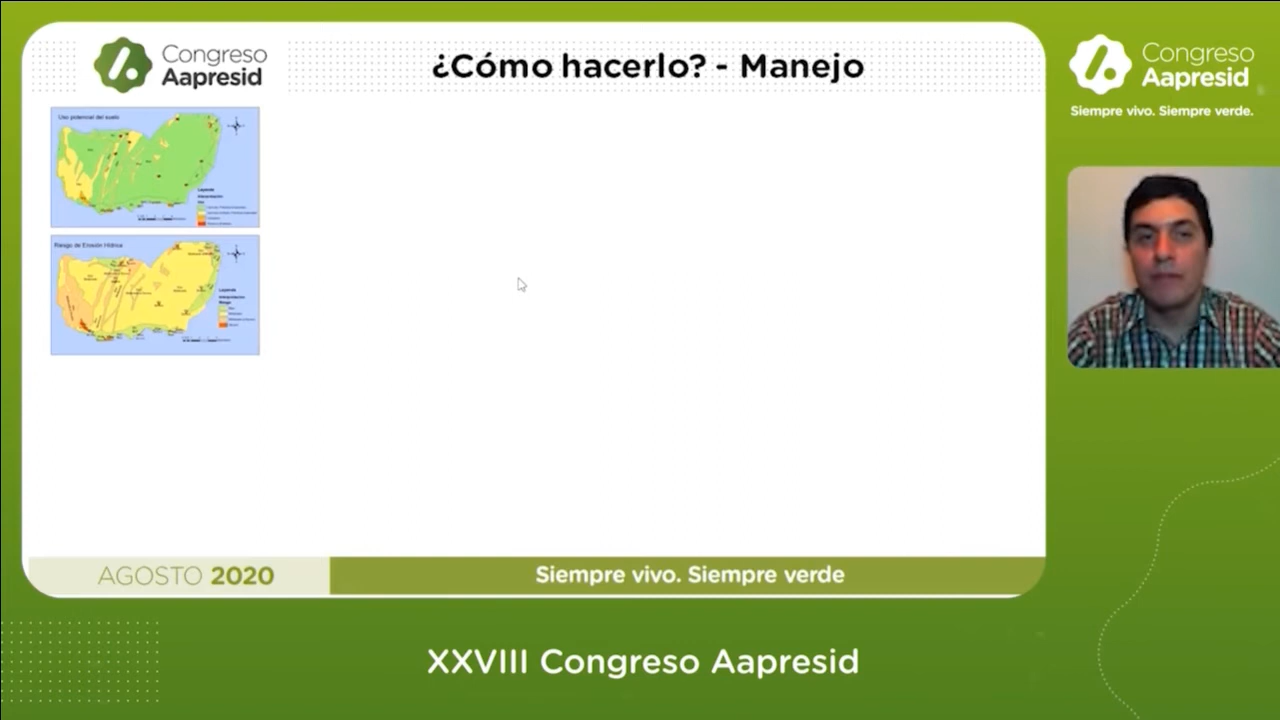 Congreso
Aapresid
¿Cómo hacerlo? - Manejo
Congreso
Aapresid
Siempre vivo. Siempre verde.
Uso potencial del suelo
Riesgo de Erosión Hídrica
AGOSTO 2020
Siempre vivo. Siempre verde
XXVIII Congreso Aapresid